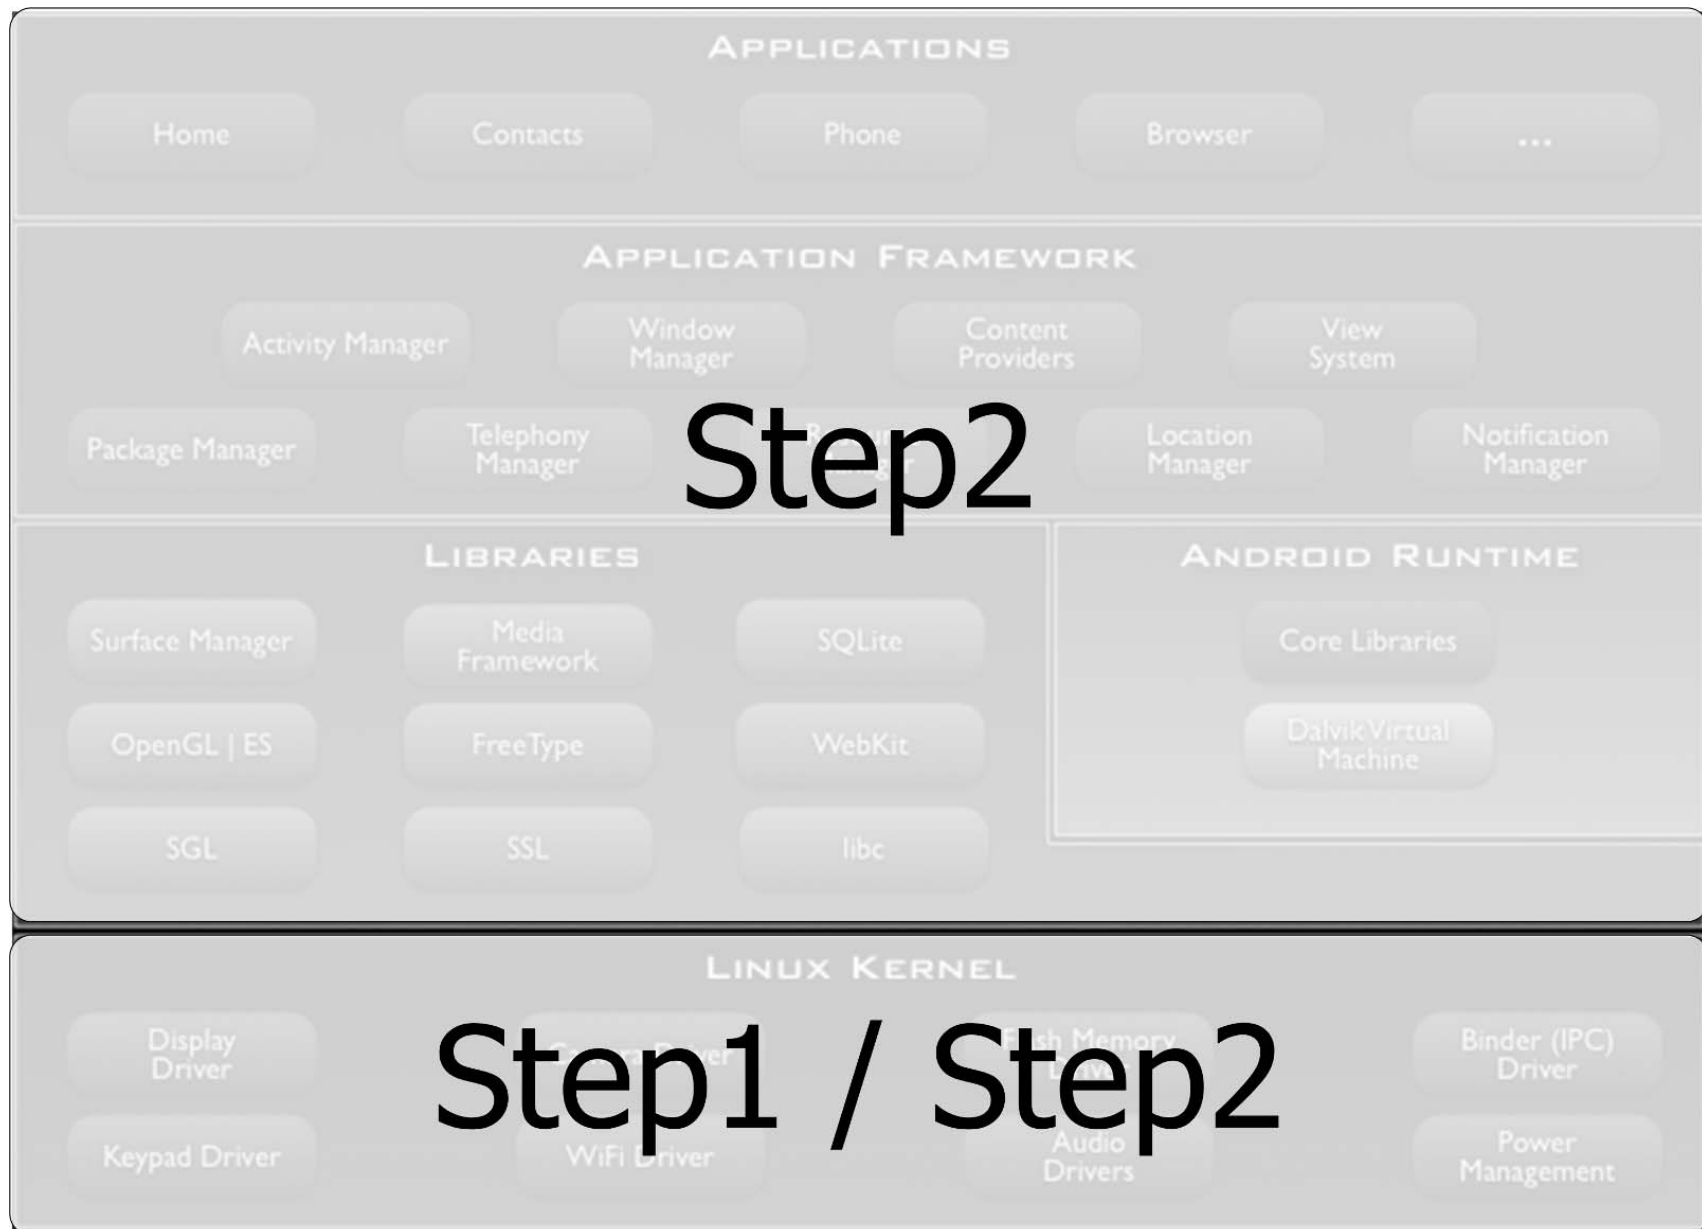 APPLICATIONS
Home
Contacts
Phone
Browser
...
APPLICATION FRAMEWORK
Activity Manager
Window
Manager
Content
Providers
View
System
Package Manager
Telephony
Manager
Location
Manager
Notification
Manager
Step2
LIBRARIES
ANDROID RUNTIME
Surface Manager
Media
Framework
SQLite
Core Libraries
OpenGL | ES
FreeType
WebKit
Dalvik Virtual
Machine
SGL
SSL
libc
LINUX KERNEL
Display
Driver
Flash Memory
Driver
Binder (IPC)
Driver
Step1 / Step2
Keypad Driver
WiFi Driver
Audio
Drivers
Power
Management